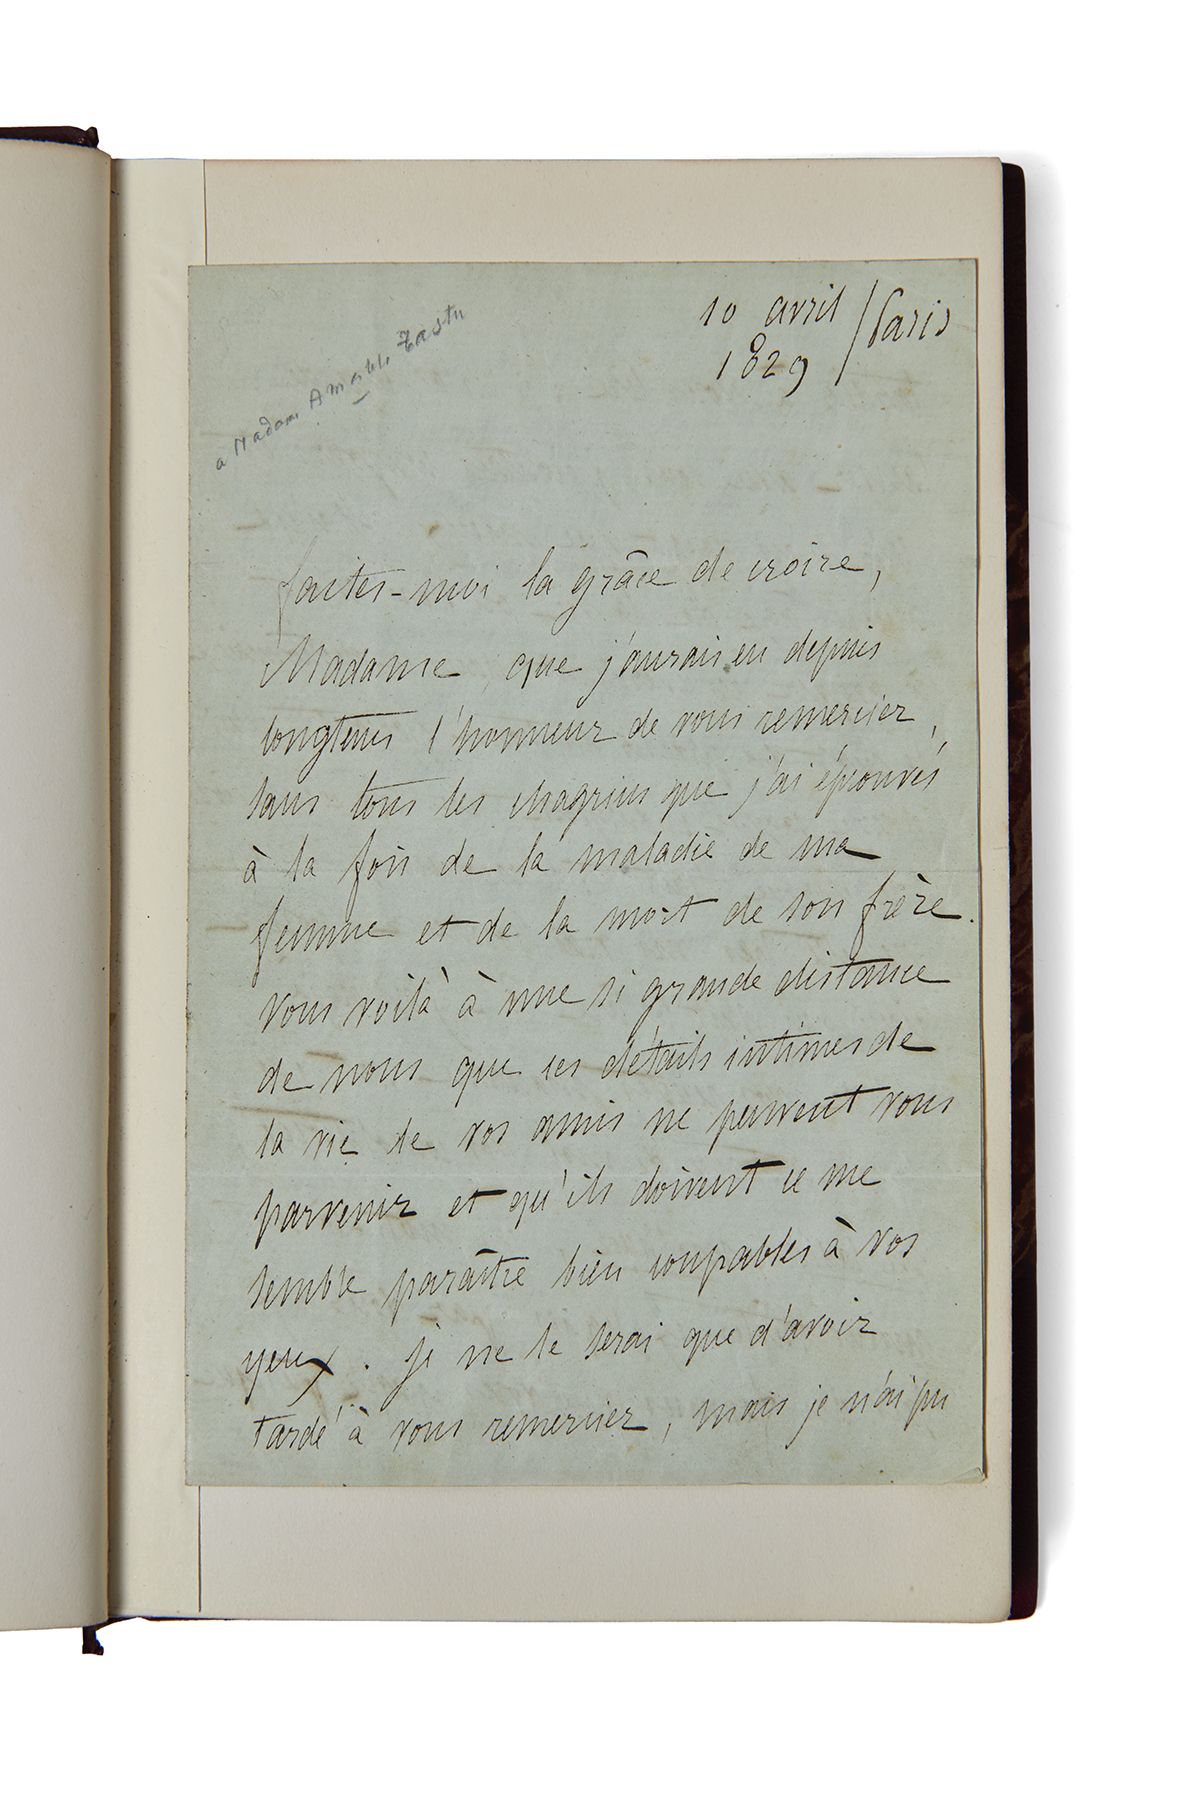 10 avril / Paris
1829
a Madame Amable Tastu
faites-moi la grâce de croire,
Madame, que j'aurais eu depuis
longtems l'honneur de vous remercier,
sans tous les chagrins que j'ai éprouvés
à la fois de la maladie de ma
femme et de la mort de son frère.
Vous voilà à une si grande distance
de nous que ces détails intimes de
la vie de vos amis ne peuvent vous
parvenir et qu'ils doivent ce me
semble paraître bien coupables à vos
yeux. je ne le serai que d'avoir
tardé à vous remercier, mais je n'ai pu